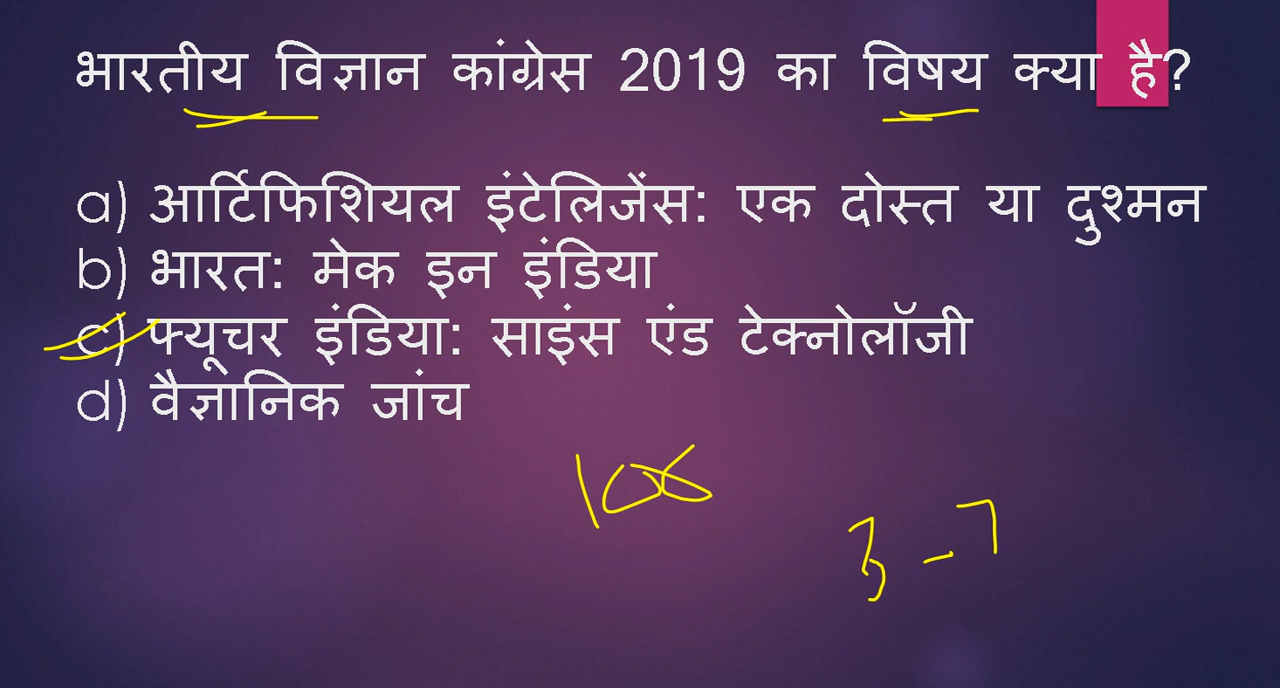 भारतीय विज्ञान कांग्रेस 2019 का विषय क्या है?
a) आर्टिफिशियल इंटेलिजेंस: एक दोस्त या दुश्मन
b) भारत: मेक इन इंडिया
c) फ्यूचर इंडिया: साइंस एंड टेक्नोलॉजी
d) वैज्ञानिक जांच
106
3-7